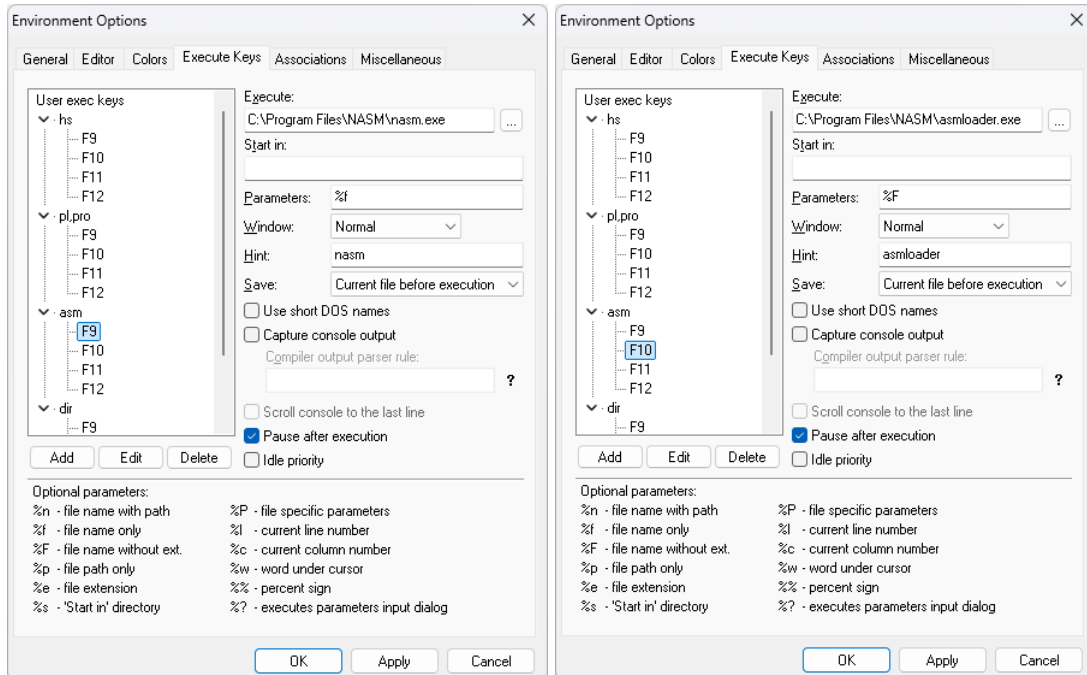 Environment Options
General Editor Colors Execute Keys Associations Miscellaneous
User exec keys
hs
F9
F10
F11
F12
pl,pro
F9
F10
F11
F12
asm
F9
F10
F11
F12
dir
F9
Add Edit Delete
Execute:
C:\Program Files\NASM\nasm.exe ...
Start in:
Parameters: %f
Window: Normal
Hint: nasm
Save: Current file before execution
Use short DOS names
Capture console output
Compiler output parser rule:
?
Scroll console to the last line
Pause after execution
Idle priority
Optional parameters:
%n - file name with path %P - file specific parameters
%f - file name only %l - current line number
%F - file name without ext. %c - current column number
%p - file path only %w - word under cursor
%e - file extension %% - percent sign
%s - 'Start in' directory %? - executes parameters input dialog
OK Apply Cancel
Environment Options
General Editor Colors Execute Keys Associations Miscellaneous
User exec keys
hs
F9
F10
F11
F12
pl,pro
F9
F10
F11
F12
asm
F9
F10
F11
F12
dir
F9
Add Edit Delete
Execute:
C:\Program Files\NASM\asmloader.exe ...
Start in:
Parameters: %F
Window: Normal
Hint: asmloader
Save: Current file before execution
Use short DOS names
Capture console output
Compiler output parser rule:
?
Scroll console to the last line
Pause after execution
Idle priority
Optional parameters:
%n - file name with path %P - file specific parameters
%f - file name only %l - current line number
%F - file name without ext. %c - current column number
%p - file path only %w - word under cursor
%e - file extension %% - percent sign
%s - 'Start in' directory %? - executes parameters input dialog
OK Apply Cancel